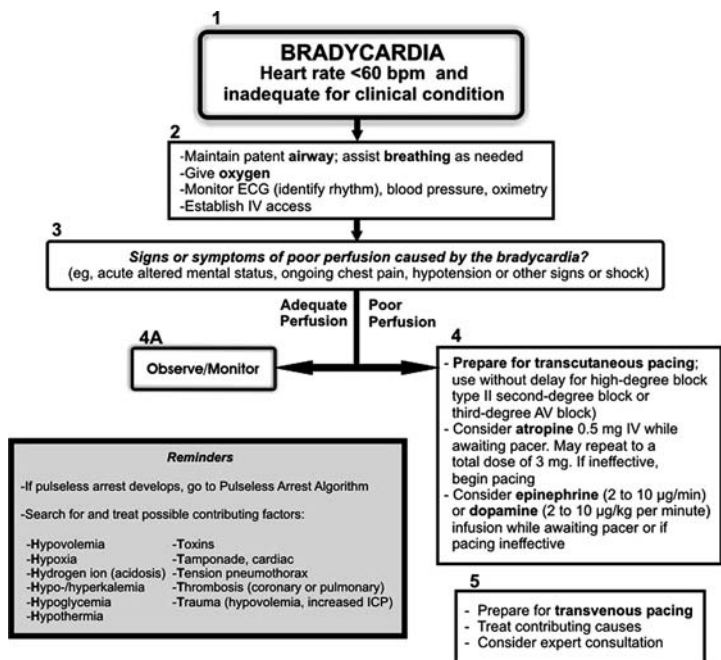 1
BRADYCARDIA
Heart rate <60 bpm and
inadequate for clinical condition
2
-Maintain patent airway; assist breathing as needed
-Give oxygen
-Monitor ECG (identify rhythm), blood pressure, oximetry
-Establish IV access
3
Signs or symptoms of poor perfusion caused by the bradycardia?
(eg, acute altered mental status, ongoing chest pain, hypotension or other signs or shock)
Adequate
Perfusion
Poor
Perfusion
4A
Observe/Monitor
4
- Prepare for transcutaneous pacing;
use without delay for high-degree block
type II second-degree block or
third-degree AV block)
- Consider atropine 0.5 mg IV while
awaiting pacer. May repeat to a
total dose of 3 mg. If ineffective,
begin pacing
- Consider epinephrine (2 to 10 µg/min)
or dopamine (2 to 10 µg/kg per minute)
infusion while awaiting pacer or if
pacing ineffective
Reminders
-If pulseless arrest develops, go to Pulseless Arrest Algorithm
-Search for and treat possible contributing factors:
-Hypovolemia
-Hypoxia
-Hydrogen ion (acidosis)
-Hypo-/hyperkalemia
-Hypoglycemia
-Hypothermia
-Toxins
-Tamponade, cardiac
-Tension pneumothorax
-Thrombosis (coronary or pulmonary)
-Trauma (hypovolemia, increased ICP)
5
- Prepare for transvenous pacing
- Treat contributing causes
- Consider expert consultation